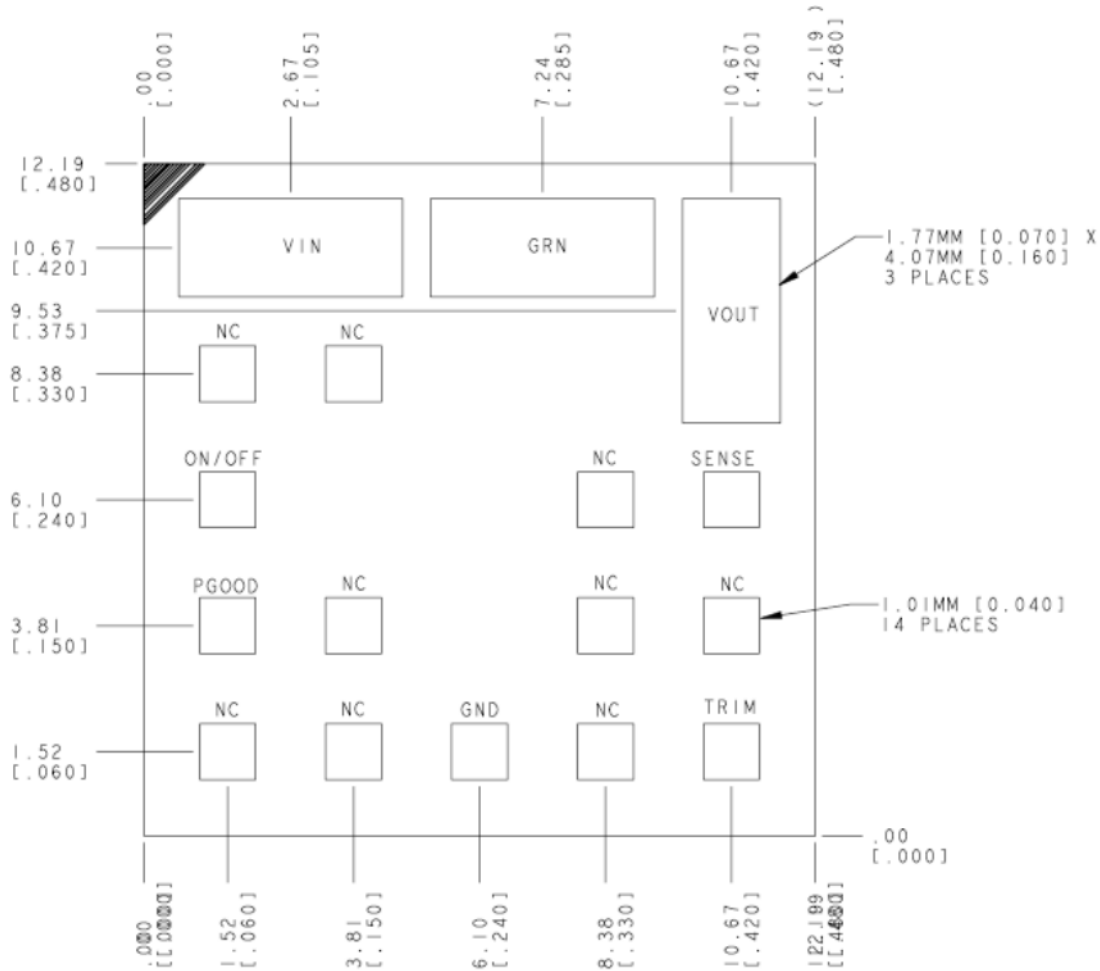 .00
[.000]
2.67
[.105]
7.24
[.285]
10.67
[.420]
(12.19 )
[.480]
12.19
[.480]
10.67
[.420]
9.53
[.375]
8.38
[.330]
VIN
GRN
VOUT
1.77MM [0.070] X
4.07MM [0.160]
3 PLACES
NC
NC
ON/OFF
NC
SENSE
6.10
[.240]
PGOOD
NC
NC
NC
3.81
[.150]
1.01MM [0.040]
14 PLACES
NC
NC
GND
NC
TRIM
1.52
[.060]
.00
[.000]
1.52
[.060]
3.81
[.150]
6.10
[.240]
8.38
[.330]
10.67
[.420]